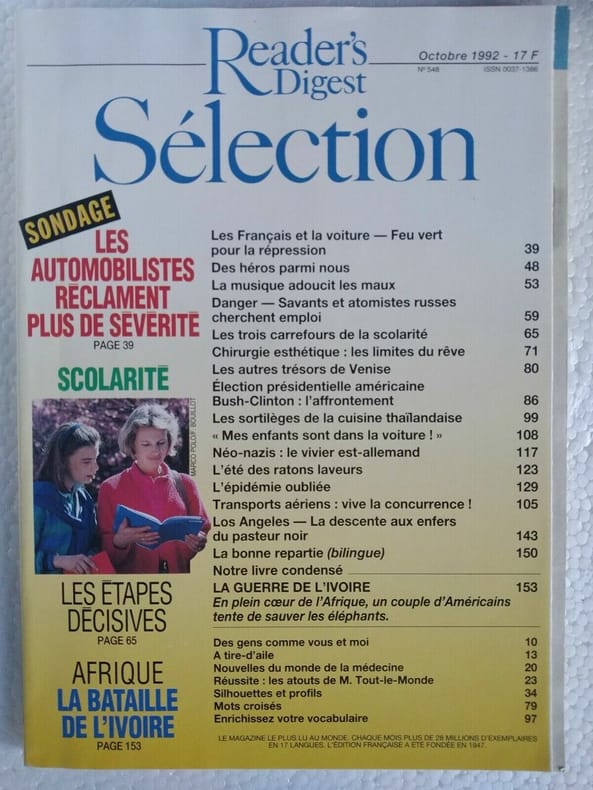 Reader's
Digest
Octobre 1992 - 17 F
N° 548 ISSN 0037-1386
Sélection
SONDAGE
LES
AUTOMOBILISTES
RÉCLAMENT
PLUS DE SÉVÉRITÉ
PAGE 39
SCOLARITÉ
MARCO POLO/F. BOUILLOT
LES ÉTAPES
DÉCISIVES
PAGE 65
AFRIQUE
LA BATAILLE
DE L'IVOIRE
PAGE 153
Les Français et la voiture — Feu vert
pour la répression 39
Des héros parmi nous 48
La musique adoucit les maux 53
Danger — Savants et atomistes russes
cherchent emploi 59
Les trois carrefours de la scolarité 65
Chirurgie esthétique : les limites du rêve 71
Les autres trésors de Venise 80
Élection présidentielle américaine
Bush-Clinton : l'affrontement 86
Les sortilèges de la cuisine thaïlandaise 99
« Mes enfants sont dans la voiture ! » 108
Néo-nazis : le vivier est-allemand 117
L'été des ratons laveurs 123
L'épidémie oubliée 129
Transports aériens : vive la concurrence ! 105
Los Angeles — La descente aux enfers
du pasteur noir 143
La bonne repartie (bilingue) 150
Notre livre condensé
LA GUERRE DE L'IVOIRE 153
En plein cœur de l'Afrique, un couple d'Américains
tente de sauver les éléphants.
Des gens comme vous et moi 10
A tire-d'aile 13
Nouvelles du monde de la médecine 20
Réussite : les atouts de M. Tout-le-Monde 23
Silhouettes et profils 34
Mots croisés 79
Enrichissez votre vocabulaire 97
LE MAGAZINE LE PLUS LU AU MONDE. CHAQUE MOIS PLUS DE 28 MILLIONS D'EXEMPLAIRES
EN 17 LANGUES. L'ÉDITION FRANÇAISE A ÉTÉ FONDÉE EN 1947.